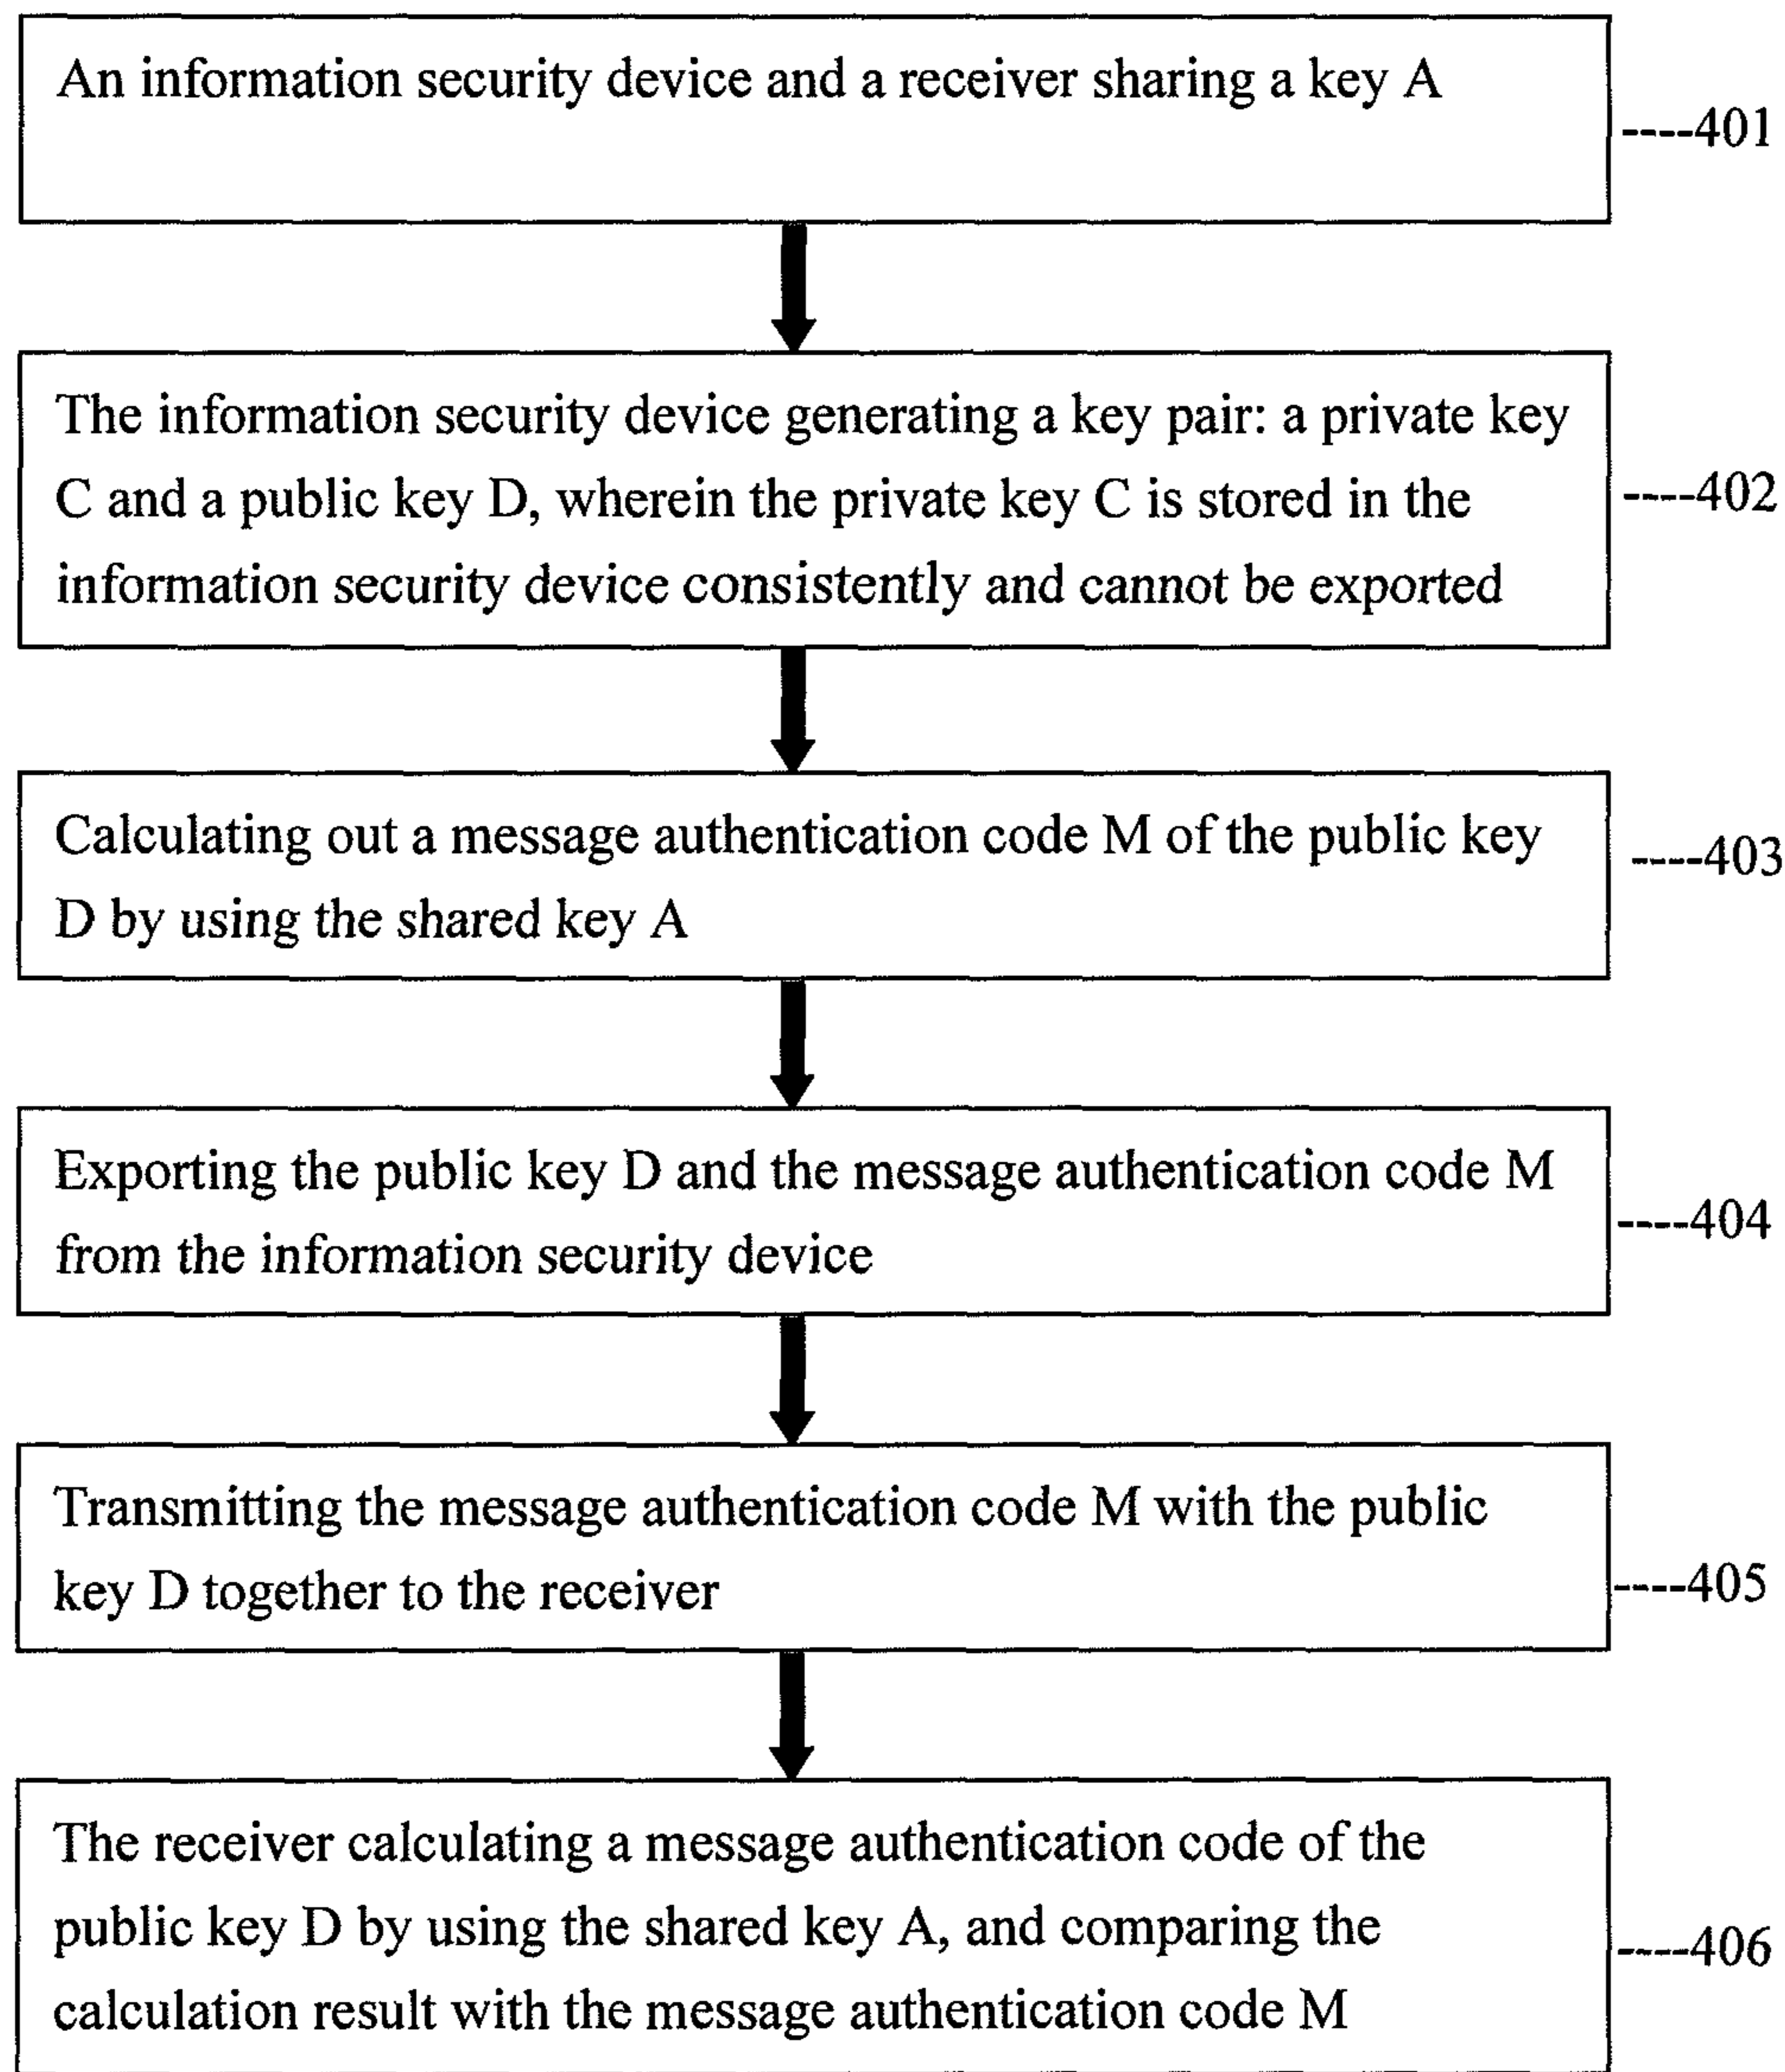 An information security device and a receiver sharing a key A
----401
The information security device generating a key pair: a private key
C and a public key D, wherein the private key C is stored in the
----402
information security device consistently and cannot be exported
Calculating out a message authentication code M of the public key
----403
D by using the shared key A
Exporting the public key D and the message authentication code M
----404
from the information security device
Transmitting the message authentication code M with the public
key D together to the receiver
----405
The receiver calculating a message authentication code of the
public key D by using the shared key A, and comparing the
----406
calculation result with the message authentication code M